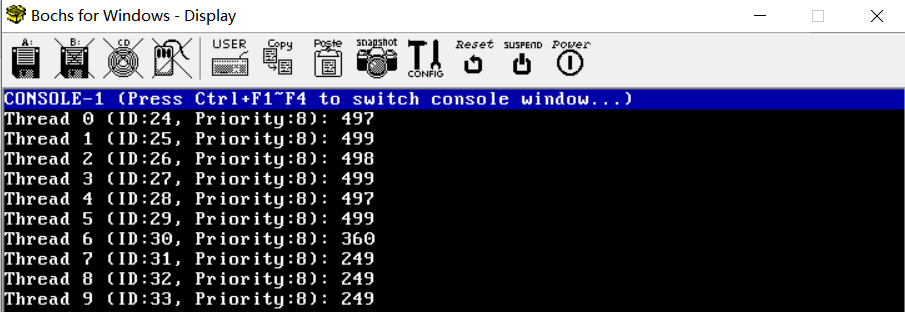 Bochs for Windows - Display
A: B: CD USER Copy Poste snapshot CONFIG Reset SUSPEND Power
CONSOLE-1 (Press Ctrl+F1~F4 to switch console window...)
Thread 0 (ID:24, Priority:8): 497
Thread 1 (ID:25, Priority:8): 499
Thread 2 (ID:26, Priority:8): 498
Thread 3 (ID:27, Priority:8): 499
Thread 4 (ID:28, Priority:8): 497
Thread 5 (ID:29, Priority:8): 499
Thread 6 (ID:30, Priority:8): 360
Thread 7 (ID:31, Priority:8): 249
Thread 8 (ID:32, Priority:8): 249
Thread 9 (ID:33, Priority:8): 249